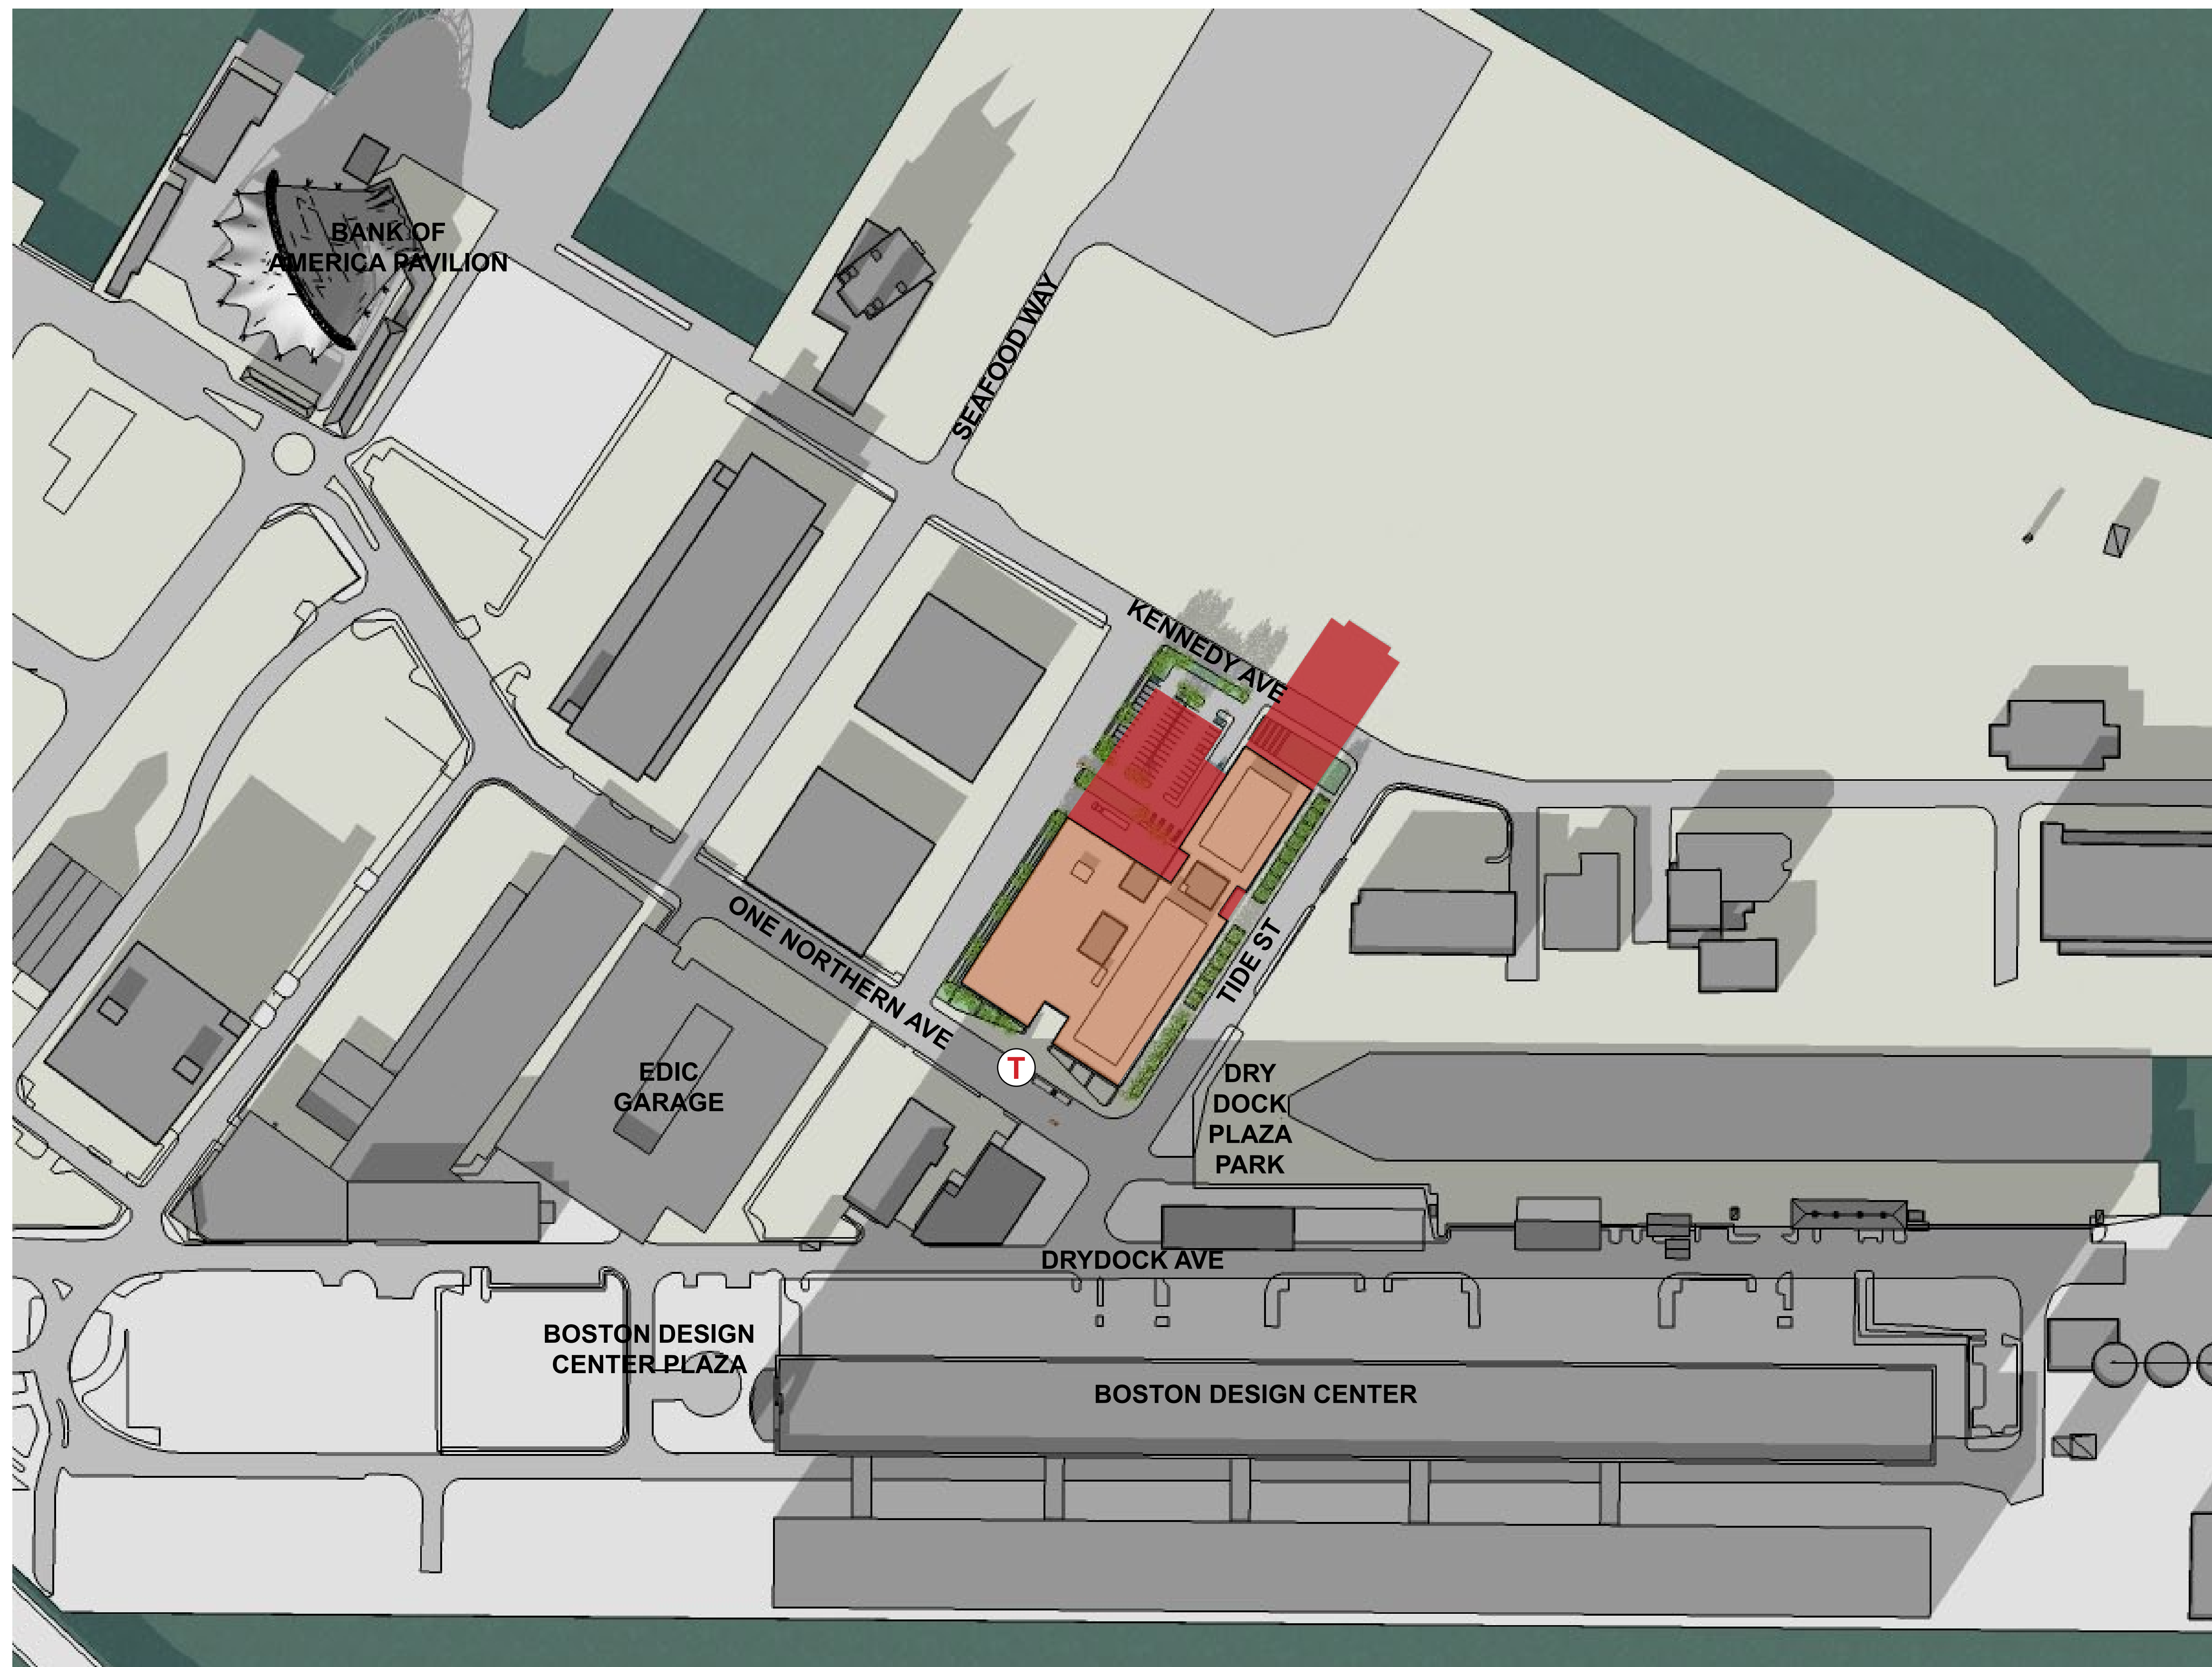 BANK OF
AMERICA PAVILION
SEAFOOD WAY
KENNEDY AVE
ONE NORTHERN AVE
TIDE ST
T
EDIC
GARAGE
DRY
DOCK
PLAZA
PARK
DRYDOCK AVE
BOSTON DESIGN
CENTER PLAZA
BOSTON DESIGN CENTER